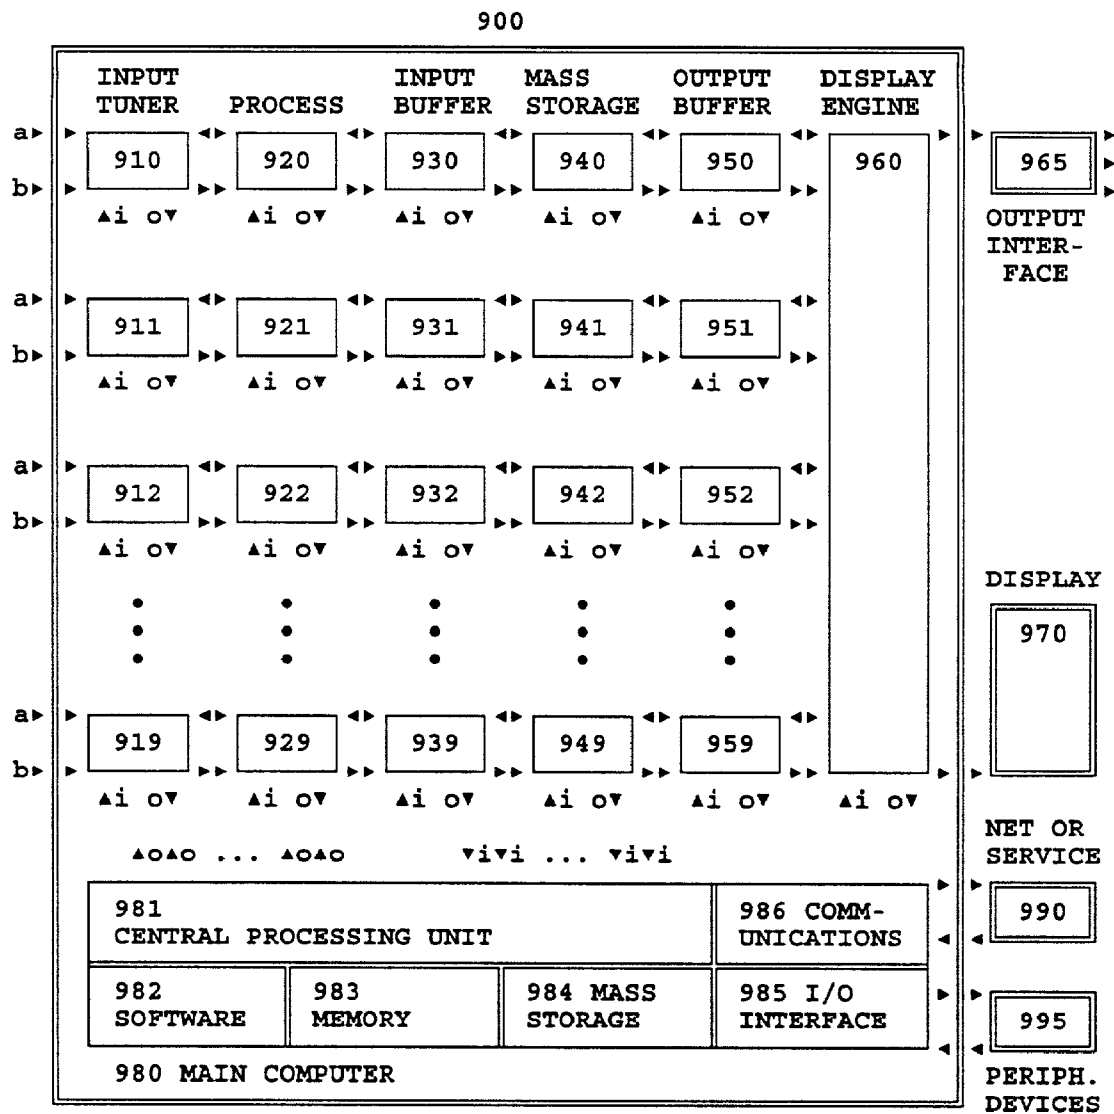 900
INPUT TUNER PROCESS INPUT BUFFER MASS STORAGE OUTPUT BUFFER DISPLAY ENGINE
a▶ ▶ ◀▶ ◀▶ ◀▶ ◀▶ ◀▶ ▶ ▶ ▶
910 920 930 940 950 960 965 ▶
b▶ ▶ ▶▶ ▶▶ ▶▶ ▶▶ ▶▶ ▶
▲i o▼ ▲i o▼ ▲i o▼ ▲i o▼ ▲i o▼
OUTPUT
INTER-
FACE
a▶ ▶ ◀▶ ◀▶ ◀▶ ◀▶ ◀▶
911 921 931 941 951
b▶ ▶ ▶▶ ▶▶ ▶▶ ▶▶ ▶▶
▲i o▼ ▲i o▼ ▲i o▼ ▲i o▼ ▲i o▼
a▶ ▶ ◀▶ ◀▶ ◀▶ ◀▶ ◀▶
912 922 932 942 952
b▶ ▶ ▶▶ ▶▶ ▶▶ ▶▶ ▶▶
▲i o▼ ▲i o▼ ▲i o▼ ▲i o▼ ▲i o▼
DISPLAY
970
a▶ ▶ ◀▶ ◀▶ ◀▶ ◀▶ ◀▶
919 929 939 949 959
b▶ ▶ ▶▶ ▶▶ ▶▶ ▶▶ ▶▶ ▶ ▶
▲i o▼ ▲i o▼ ▲i o▼ ▲i o▼ ▲i o▼ ▲i o▼
▲o▲o ... ▲o▲o ▼i▼i ... ▼i▼i
NET OR
SERVICE
990
981
CENTRAL PROCESSING UNIT
986 COMM-
UNICATIONS
982
SOFTWARE
983
MEMORY
984 MASS
STORAGE
985 I/O
INTERFACE
995
PERIPH.
DEVICES
980 MAIN COMPUTER